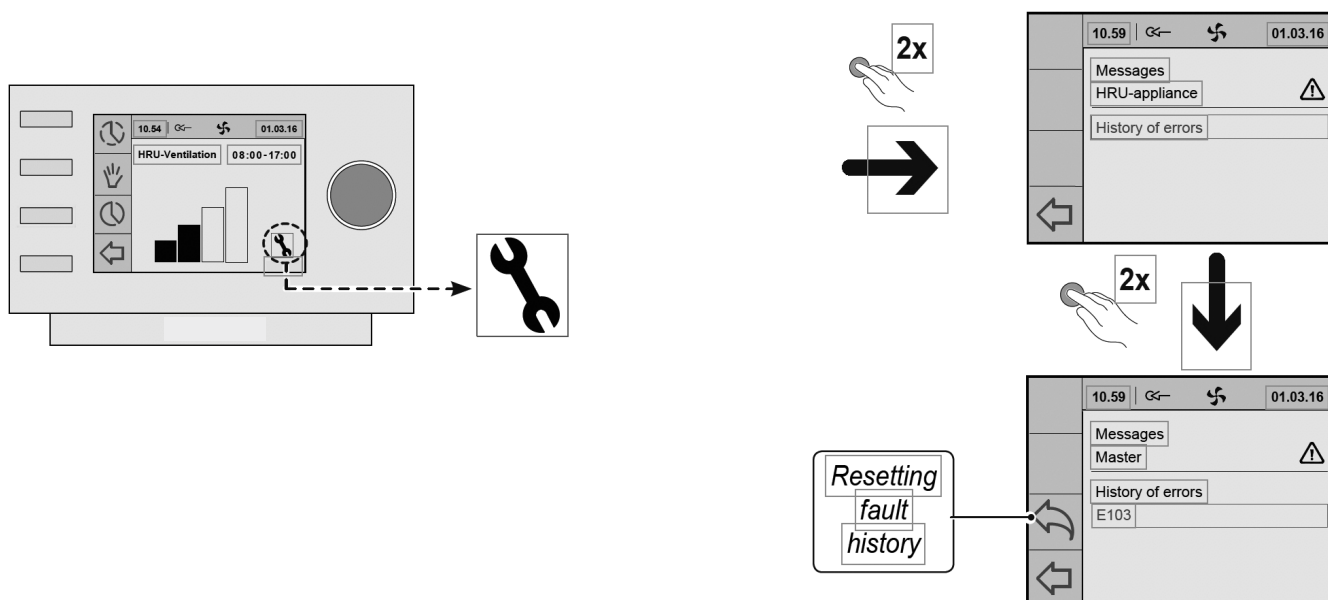 10.54 01.03.16
HRU-Ventilation 08:00-17:00
2x
10.59 01.03.16
Messages
HRU-appliance
History of errors
2x
10.59 01.03.16
Messages
Master
History of errors
E103
Resetting
fault
history